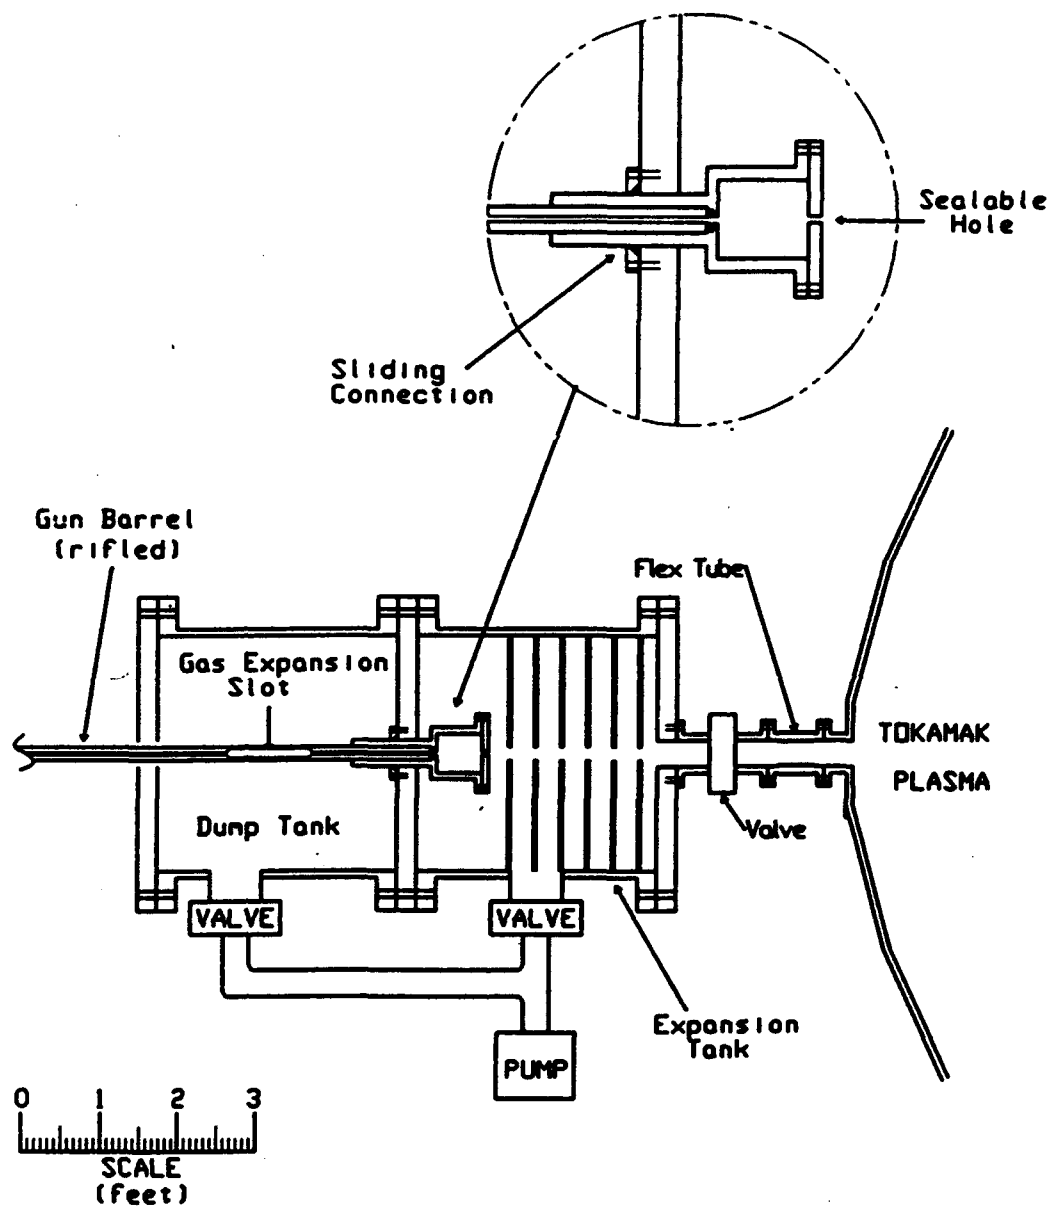 Sealable
Hole
Sliding
Connection
Gun Barrel
(rifled)
Flex Tube
Gas Expansion
Slot
TOKAMAK
PLASMA
Dump Tank
Valve
VALVE
VALVE
Expansion
Tank
PUMP
0 1 2 3
SCALE
(feet)